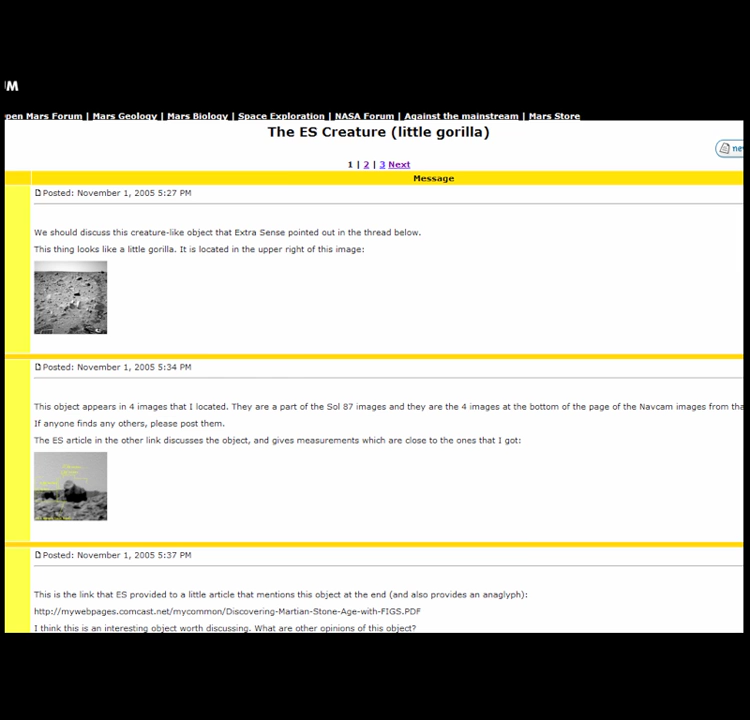 UM
pen Mars Forum | Mars Geology | Mars Biology | Space Exploration | NASA Forum | Against the mainstream | Mars Store
The ES Creature (little gorilla)
ne
1 | 2 | 3 Next
Message
Posted: November 1, 2005 5:27 PM
We should discuss this creature-like object that Extra Sense pointed out in the thread below.
This thing looks like a little gorilla. It is located in the upper right of this image:
Posted: November 1, 2005 5:34 PM
This object appears in 4 images that I located. They are a part of the Sol 87 images and they are the 4 images at the bottom of the page of the Navcam images from tha
If anyone finds any others, please post them.
The ES article in the other link discusses the object, and gives measurements which are close to the ones that I got:
Posted: November 1, 2005 5:37 PM
This is the link that ES provided to a little article that mentions this object at the end (and also provides an anaglyph):
http://mywebpages.comcast.net/mycommon/Discovering-Martian-Stone-Age-with-FIGS.PDF
I think this is an interesting object worth discussing. What are other opinions of this object?